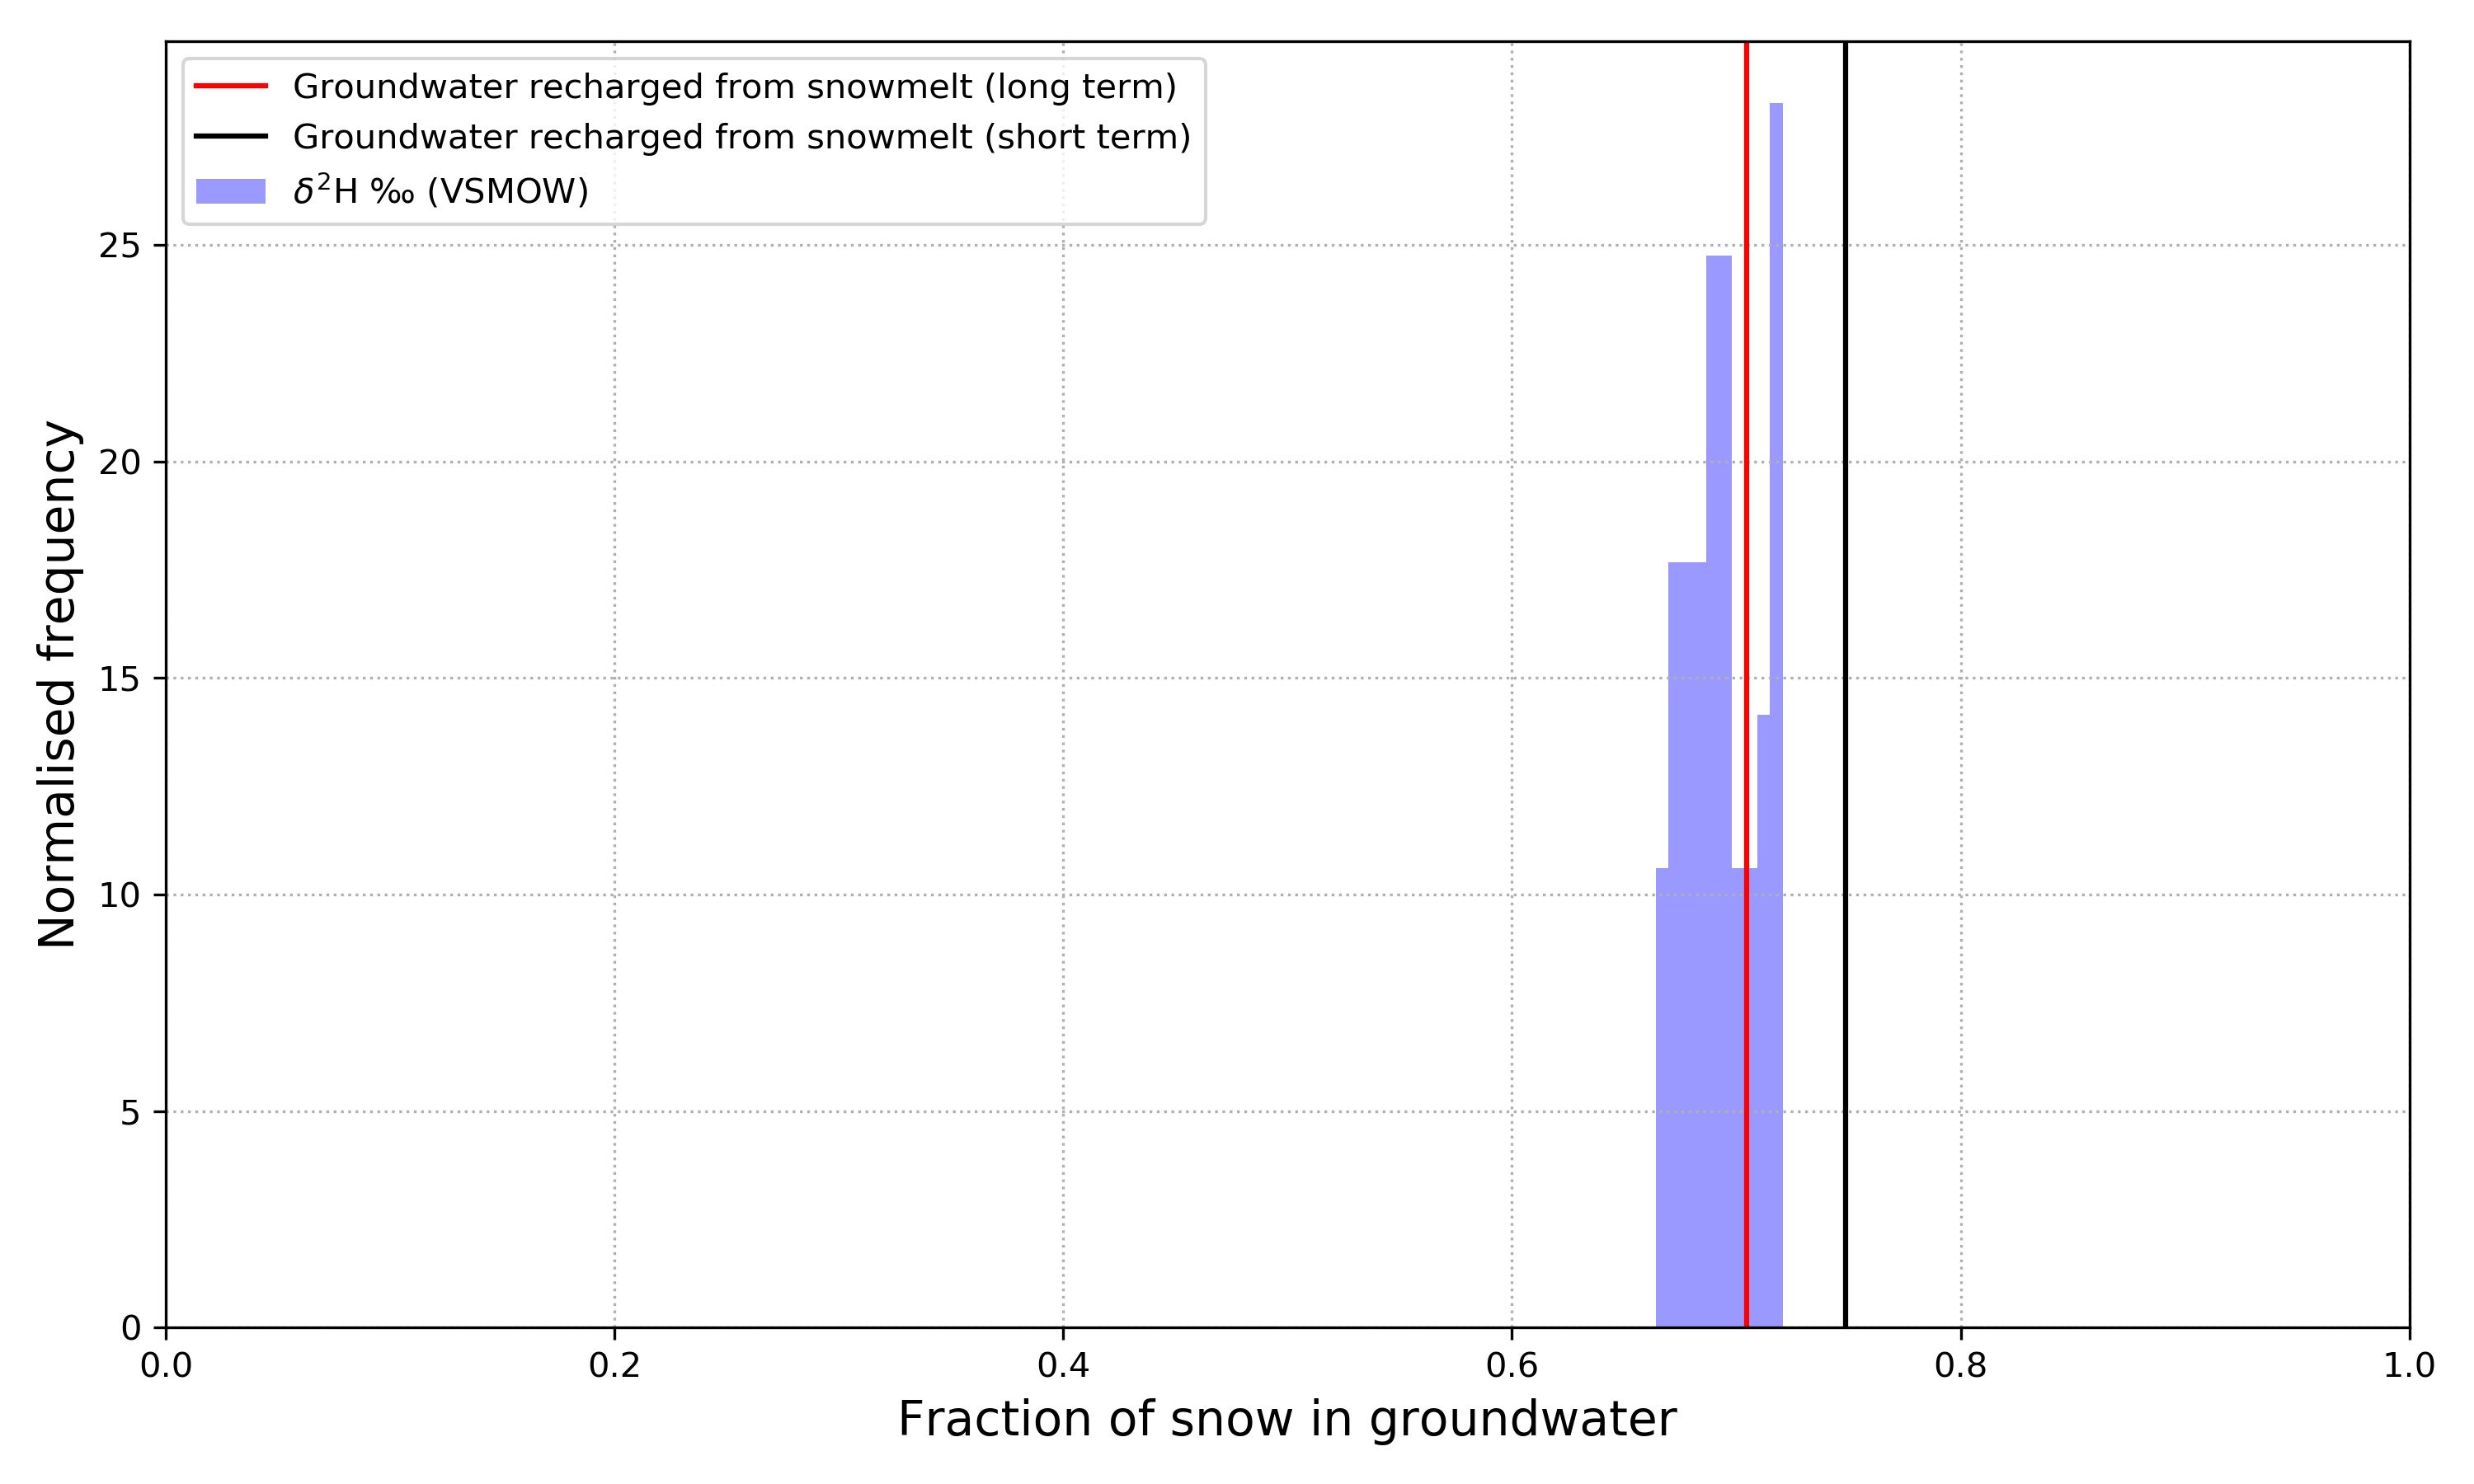 Groundwater recharged from snowmelt (long term)
Groundwater recharged from snowmelt (short term)
δ²H ‰ (VSMOW)
25
20
15
10
5
0
Normalised frequency
0.0 0.2 0.4 0.6 0.8 1.0
Fraction of snow in groundwater